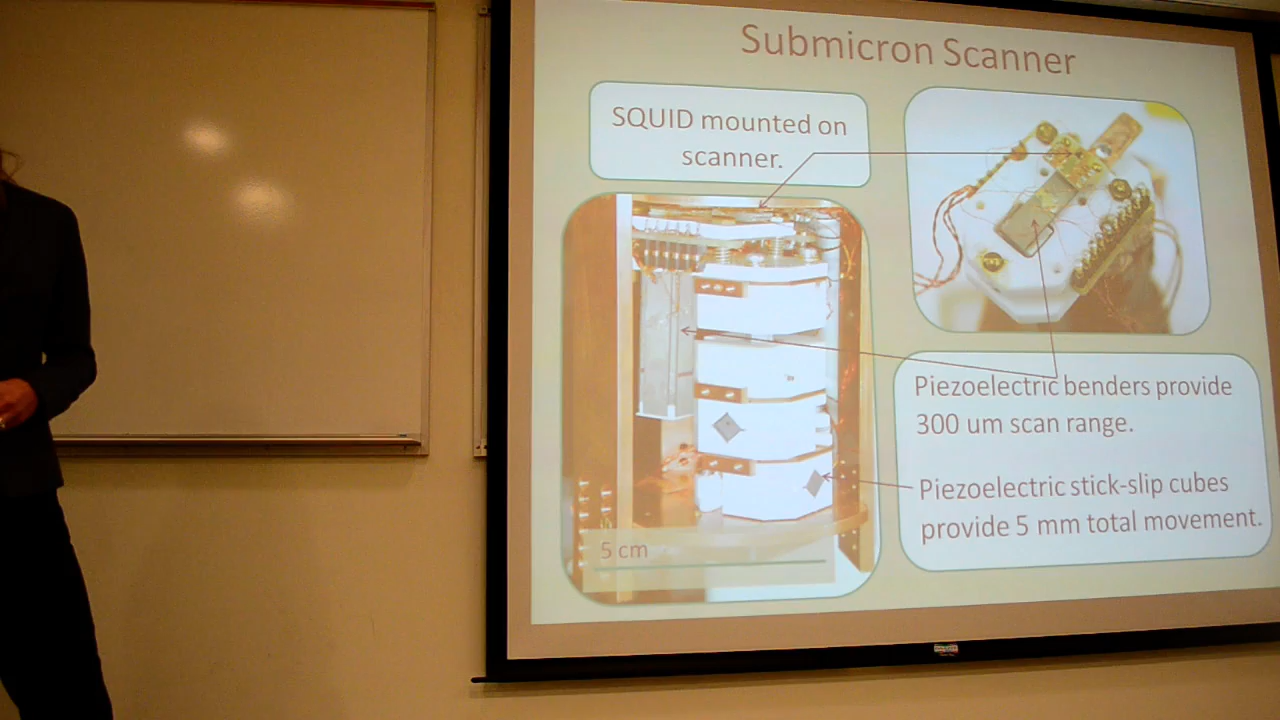 Submicron Scanner
SQUID mounted on
scanner.
Piezoelectric benders provide
300 um scan range.
Piezoelectric stick-slip cubes
provide 5 mm total movement.
5 cm